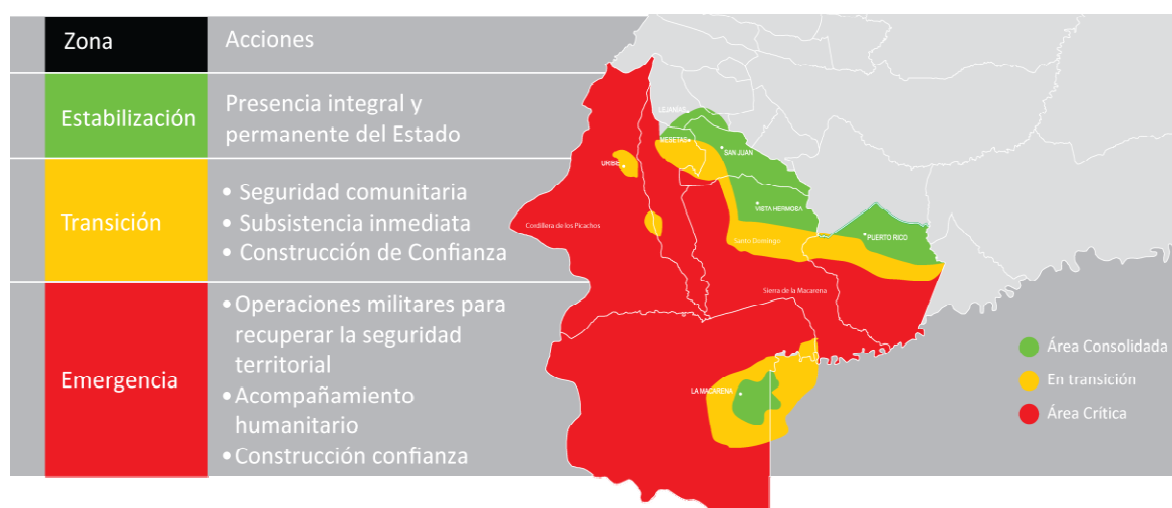 Zona
Acciones
Estabilización
Presencia integral y
permanente del Estado
Transición
• Seguridad comunitaria
• Subsistencia inmediata
• Construcción de Confianza
Emergencia
• Operaciones militares para
recuperar la seguridad
territorial
• Acompañamiento
humanitario
• Construcción confianza
LEJANÍAS
MESETAS
SAN JUAN
URIBE
VISTA HERMOSA
Cordillera de los Picachos
Santo Domingo
PUERTO RICO
Sierra de la Macarena
LA MACARENA
Área Consolidada
En transición
Área Crítica